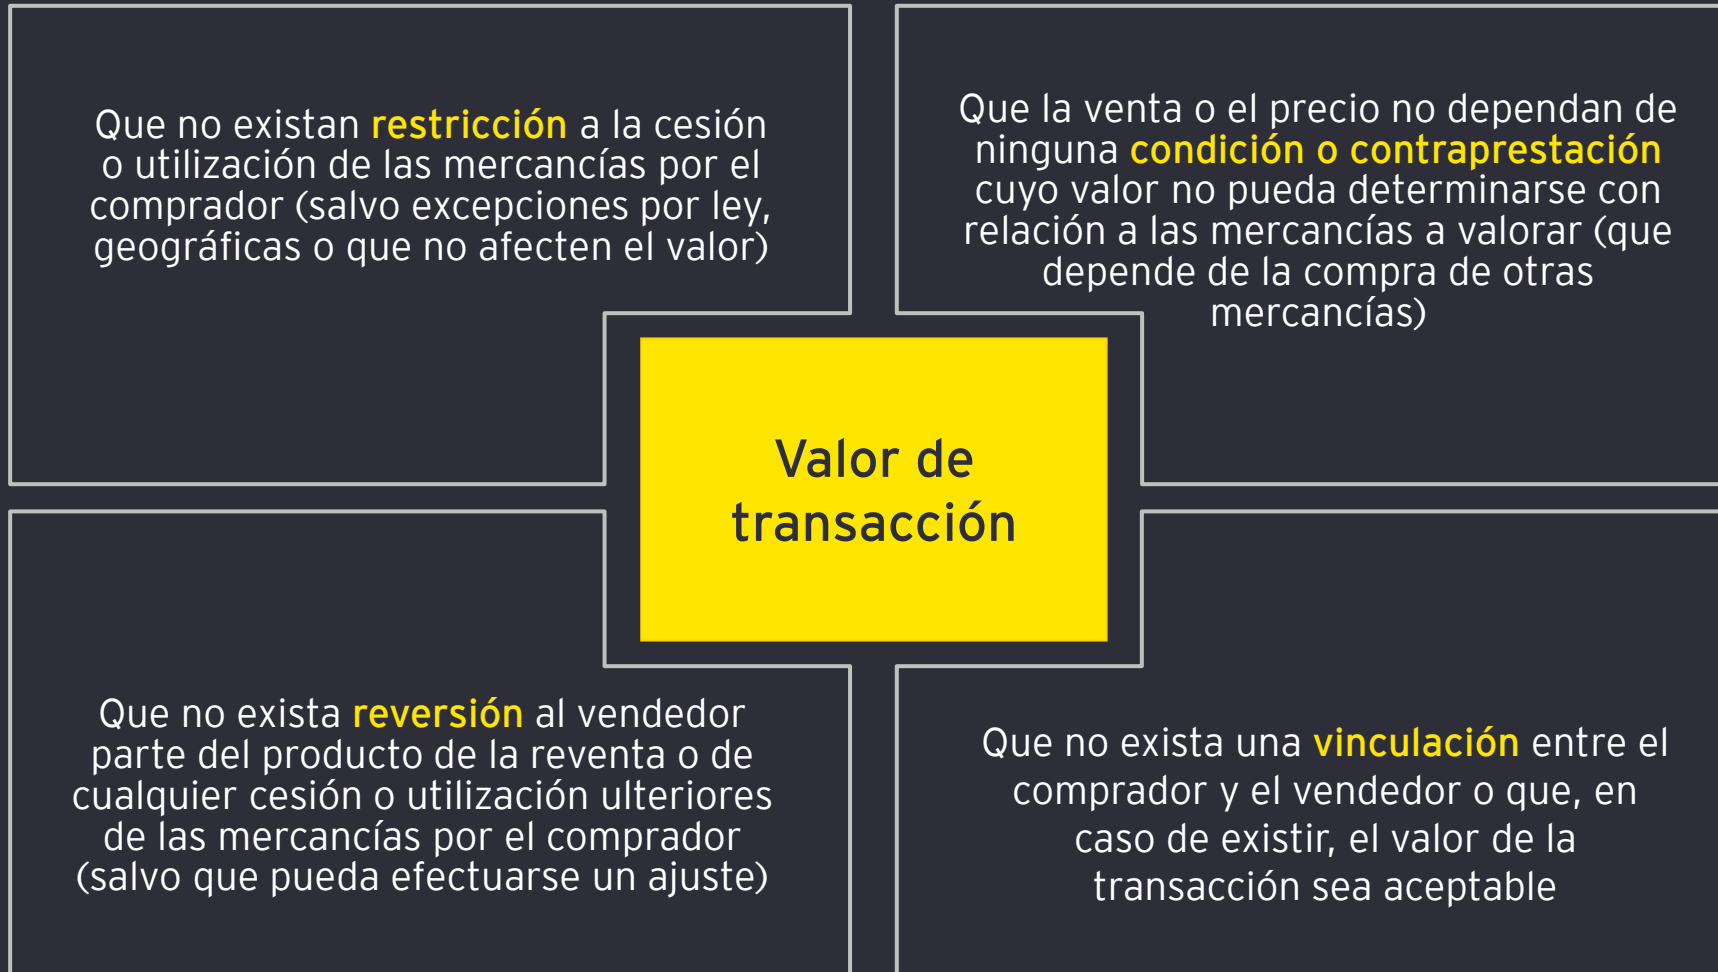 Que no existan restricción a la cesión
o utilización de las mercancías por el
comprador (salvo excepciones por ley,
geográficas o que no afecten el valor)
Que la venta o el precio no dependan de
ninguna condición o contraprestación
cuyo valor no pueda determinarse con
relación a las mercancías a valorar (que
depende de la compra de otras
mercancías)
Valor de
transacción
Que no exista reversión al vendedor
parte del producto de la reventa o de
cualquier cesión o utilización ulteriores
de las mercancías por el comprador
(salvo que pueda efectuarse un ajuste)
Que no exista una vinculación entre el
comprador y el vendedor o que, en
caso de existir, el valor de la
transacción sea aceptable